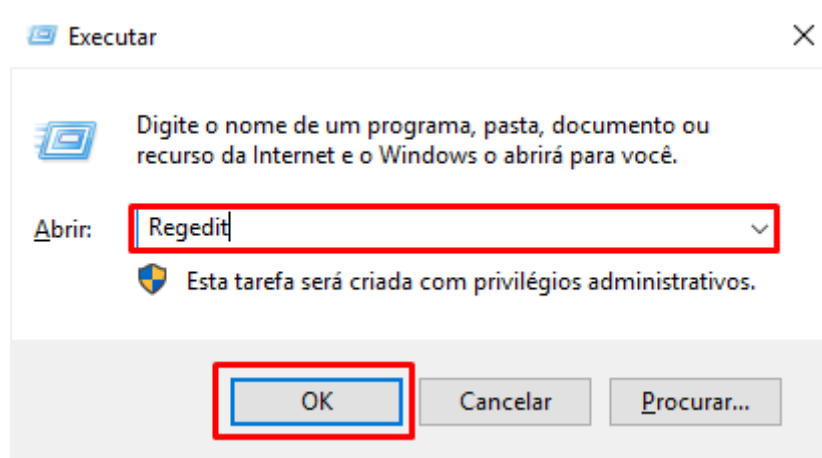 Executar
Digite o nome de um programa, pasta, documento ou
recurso da Internet e o Windows o abrirá para você.
Abrir:
Regedit
Esta tarefa será criada com privilégios administrativos.
OK
Cancelar
Procurar...